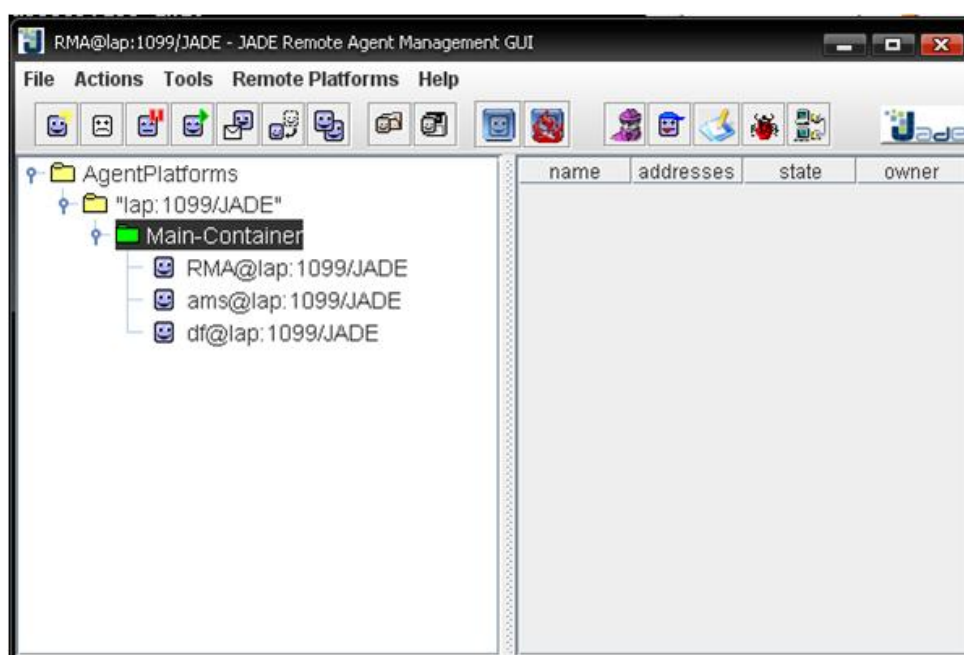 RMA@lap:1099/JADE - JADE Remote Agent Management GUI
File Actions Tools Remote Platforms Help
Jade
AgentPlatforms
"lap:1099/JADE"
Main-Container
RMA@lap:1099/JADE
ams@lap:1099/JADE
df@lap:1099/JADE
name addresses state owner